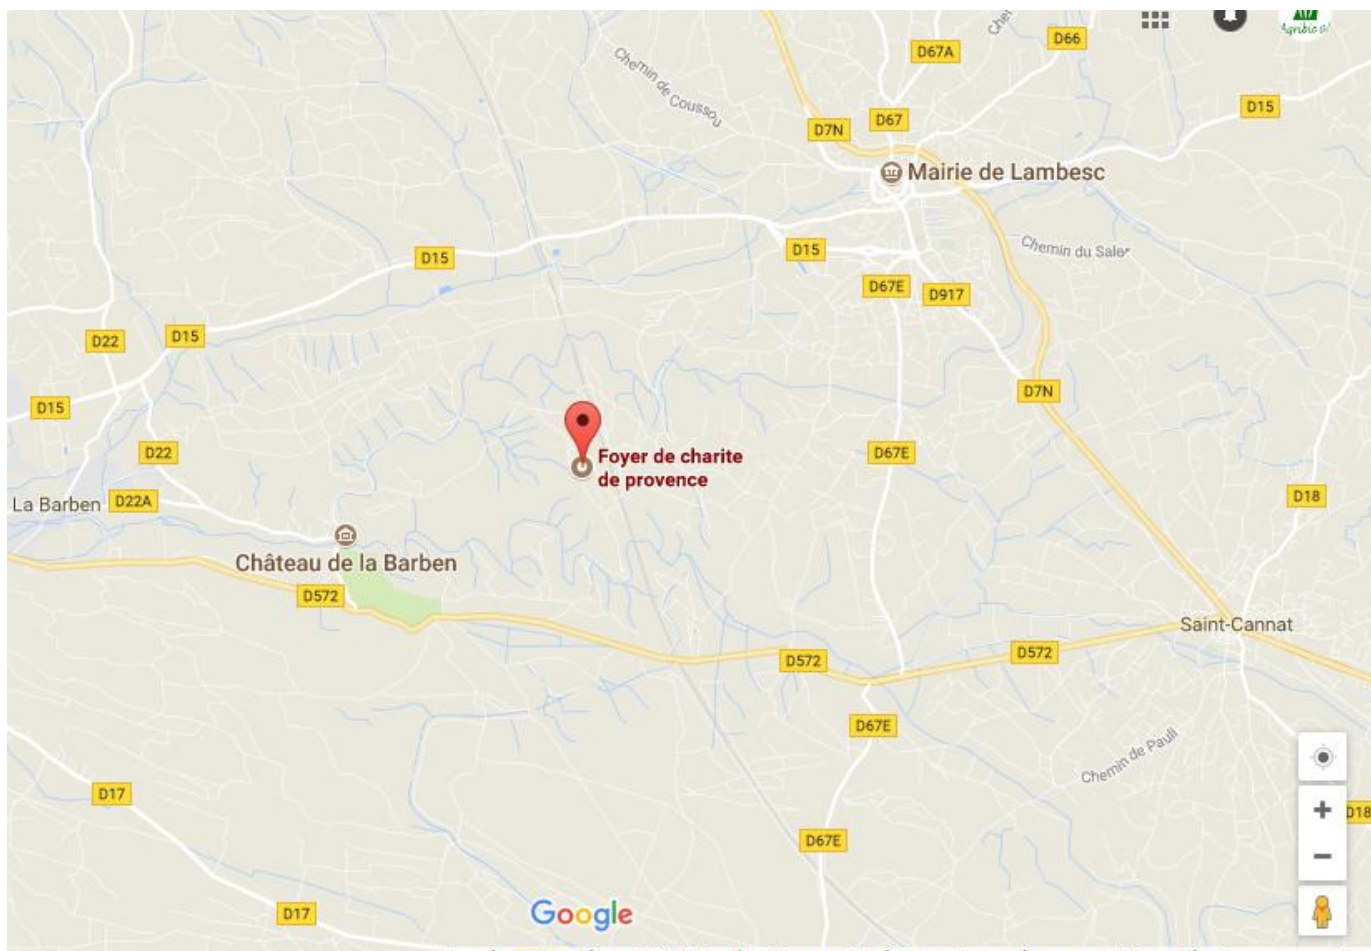 D66
D67A
Chemin de Coussou
D15
D67
D7N
Mairie de Lambesc
D15
D15
Chemin du Saler
D67E
D917
D22
D15
D7N
D15
D22
D67E
Foyer de charite
de provence
D18
La Barben
D22A
Château de la Barben
D572
Saint-Cannat
D572
D572
D67E
Chemin de Pauli
D17
D18
D67E
D17
Google